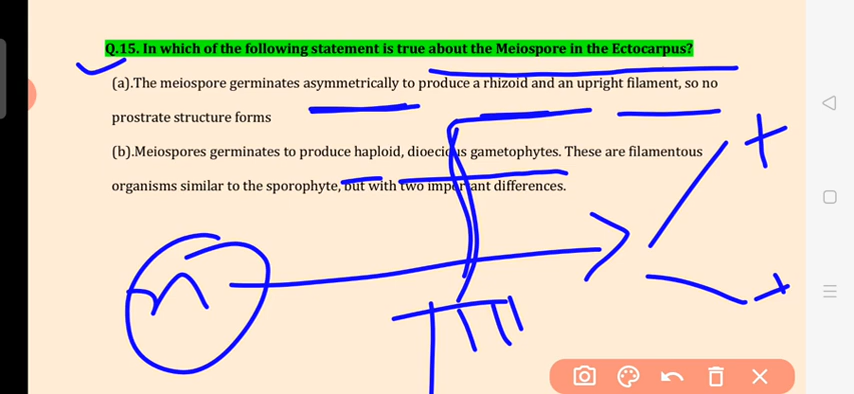 Q.15. In which of the following statement is true about the Meiospore in the Ectocarpus?
(a).The meiospore germinates asymmetrically to produce a rhizoid and an upright filament, so no
prostrate structure forms
(b).Meiospores germinates to produce haploid, dioecious gametophytes. These are filamentous
organisms similar to the sporophyte, but with two important differences.
n
+
+